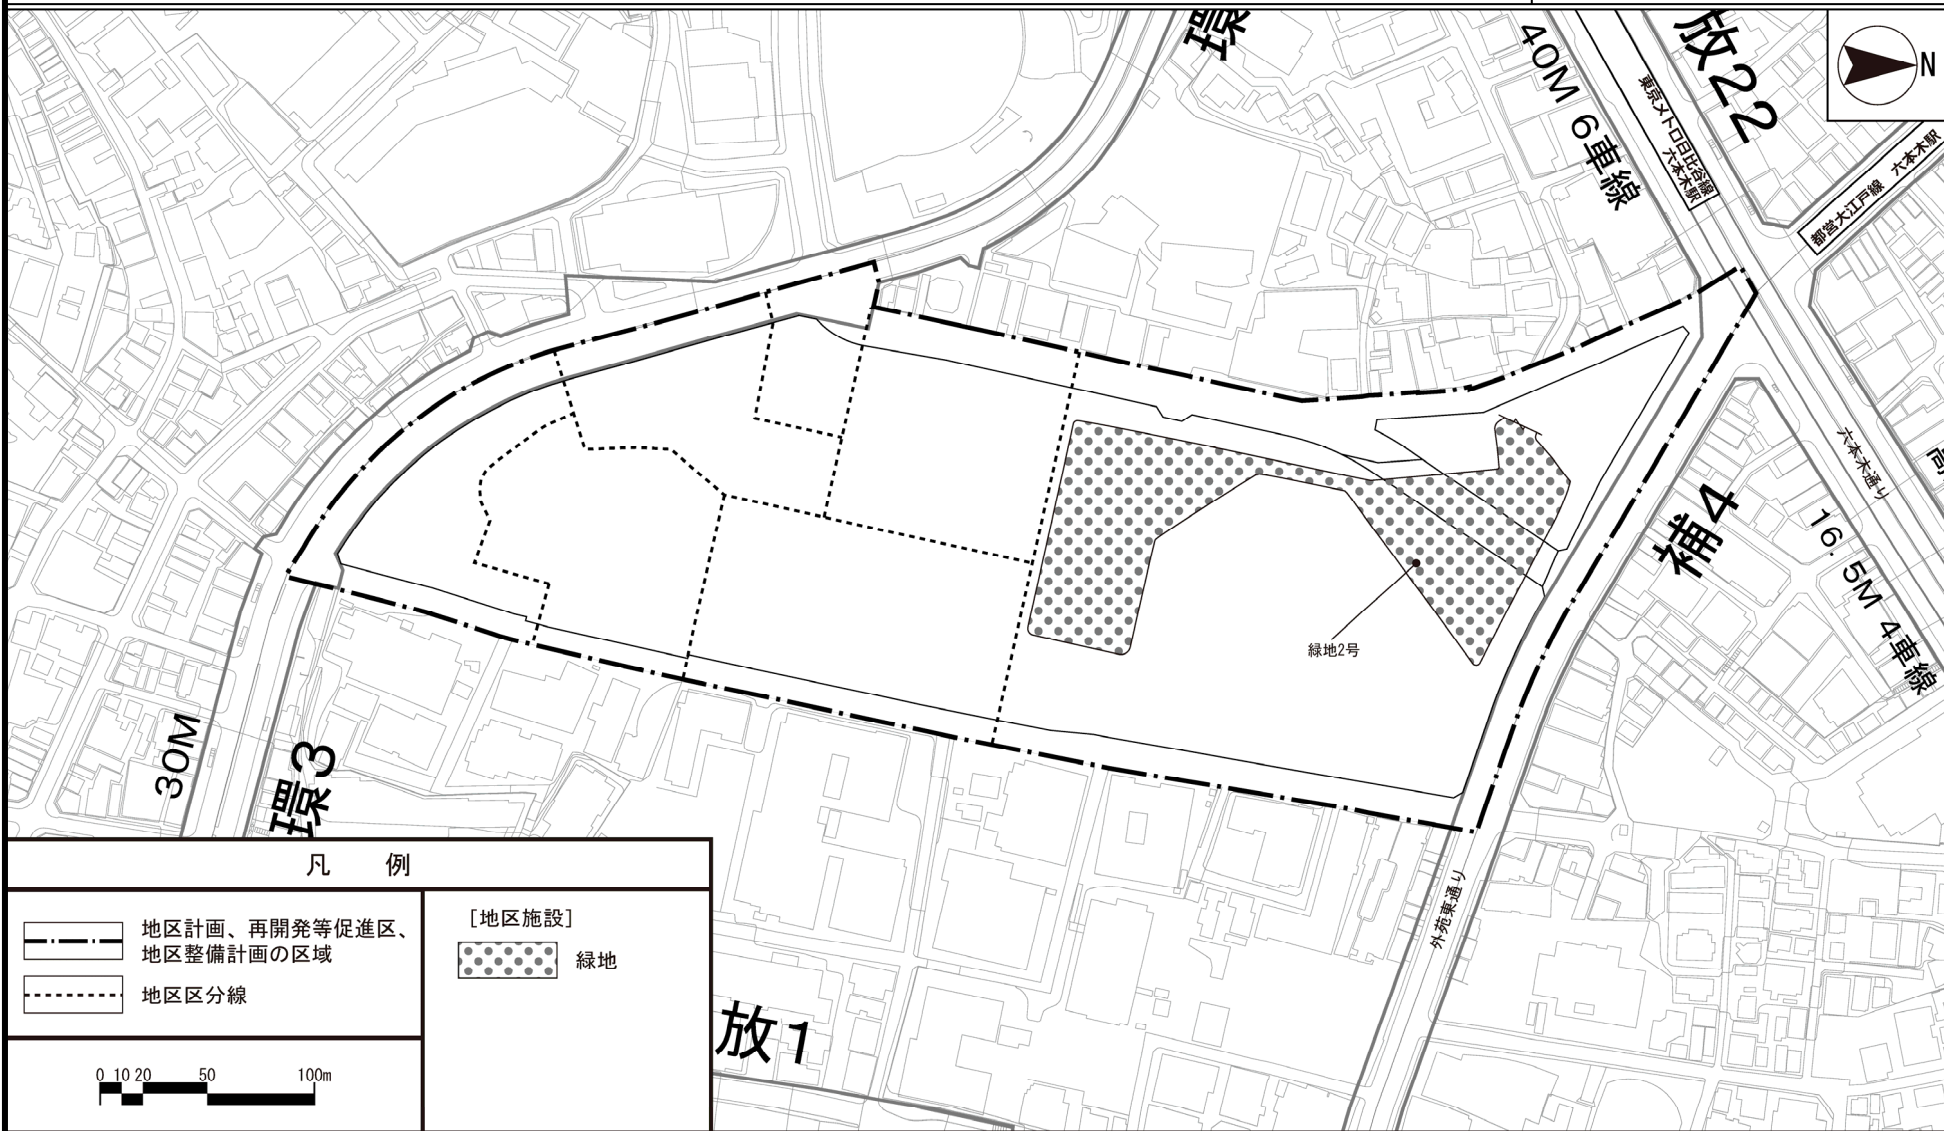 環
40M 6車線
放22
N
東京メトロ日比谷線
六本木駅
都営大江戸線 六本木駅
六本木通り
補4
16.5M 4車線
緑地2号
30M
環3
外苑東通り
放1
凡 例
地区計画、再開発等促進区、
地区整備計画の区域
地区区分線
[地区施設]
緑地
0 10 20 50 100m